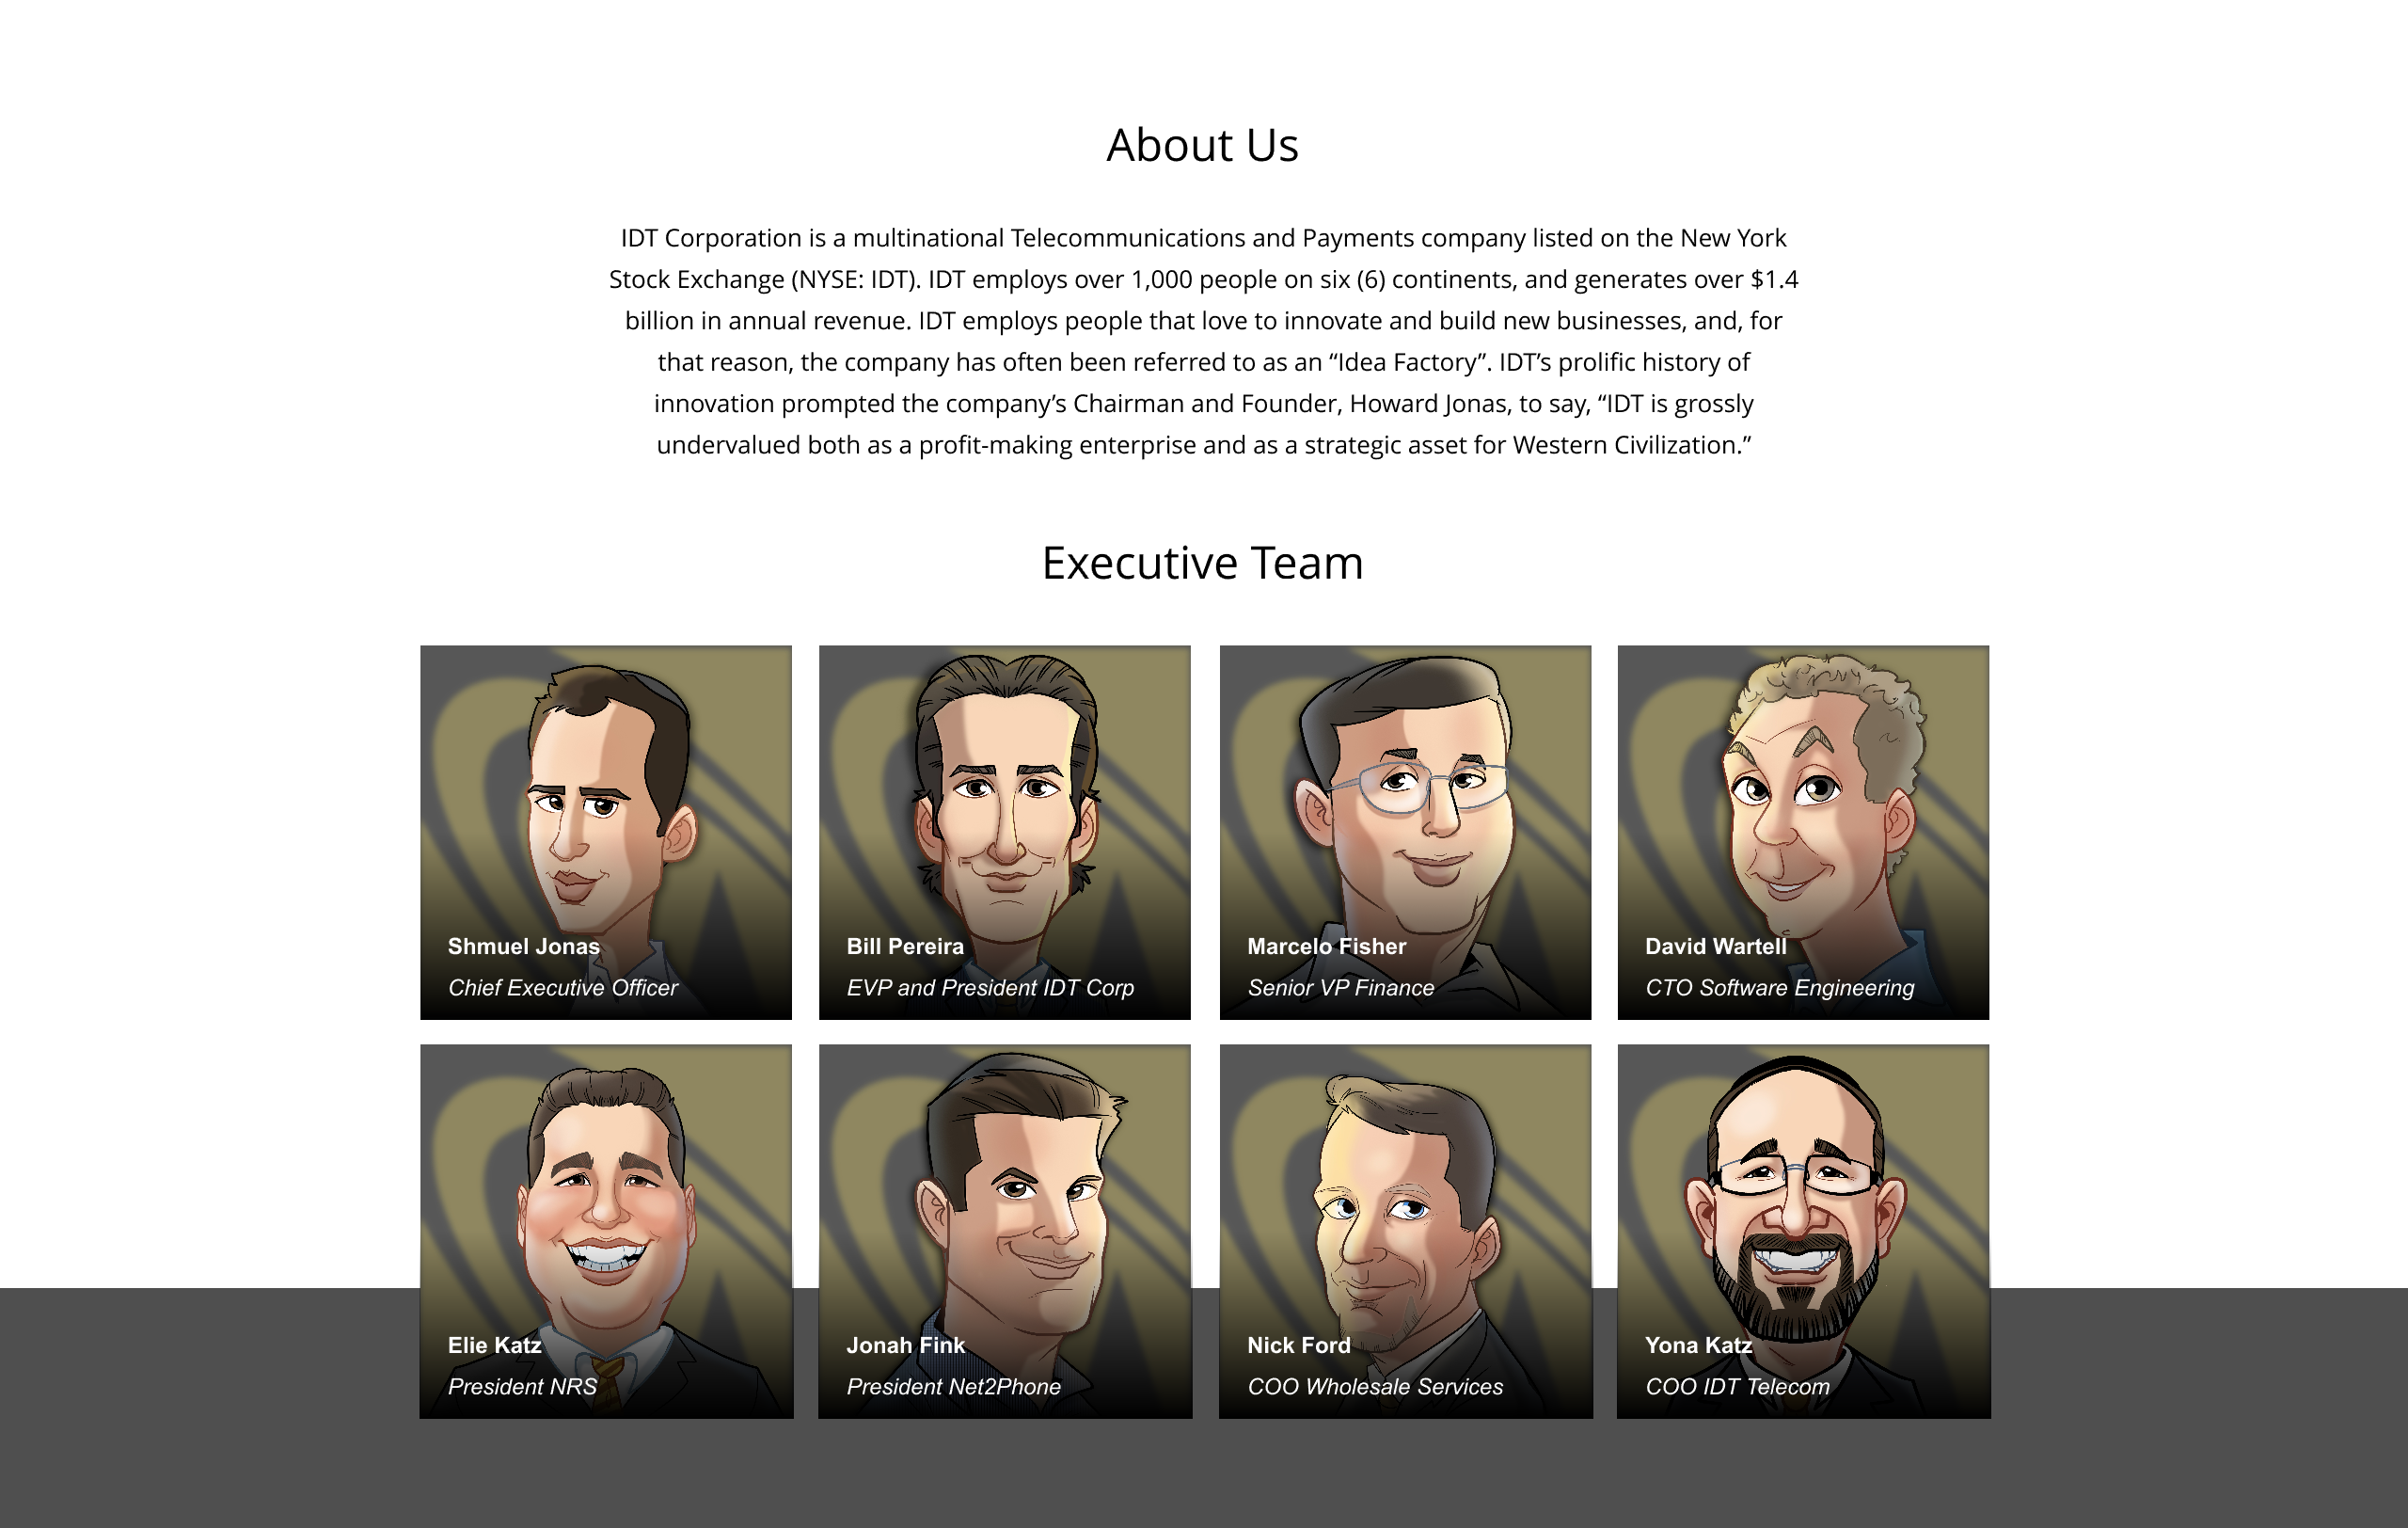 About Us
IDT Corporation is a multinational Telecommunications and Payments company listed on the New York
Stock Exchange (NYSE: IDT). IDT employs over 1,000 people on six (6) continents, and generates over $1.4
billion in annual revenue. IDT employs people that love to innovate and build new businesses, and, for
that reason, the company has often been referred to as an “Idea Factory”. IDT’s prolific history of
innovation prompted the company’s Chairman and Founder, Howard Jonas, to say, “IDT is grossly
undervalued both as a profit-making enterprise and as a strategic asset for Western Civilization.”
Executive Team
Shmuel Jonas
Chief Executive Officer
Bill Pereira
EVP and President IDT Corp
Marcelo Fisher
Senior VP Finance
David Wartell
CTO Software Engineering
Elie Katz
President NRS
Jonah Fink
President Net2Phone
Nick Ford
COO Wholesale Services
Yona Katz
COO IDT Telecom